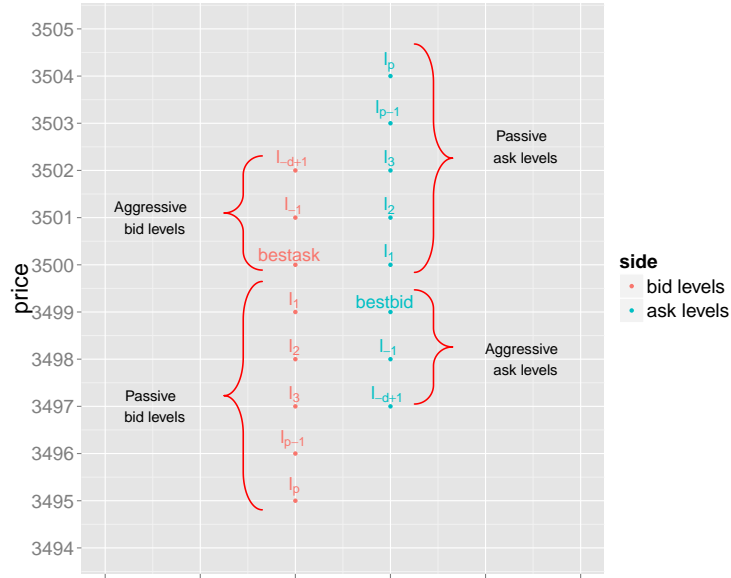 price
3505
3504
3503
3502
3501
3500
3499
3498
3497
3496
3495
3494
Aggressive
bid levels
Passive
bid levels
l₋d₊₁
l₋₁
bestask
l₁
l₂
l₃
lₚ₋₁
lₚ
lₚ
lₚ₋₁
l₃
l₂
l₁
bestbid
l₋₁
l₋d₊₁
Passive
ask levels
Aggressive
ask levels
side
bid levels
ask levels